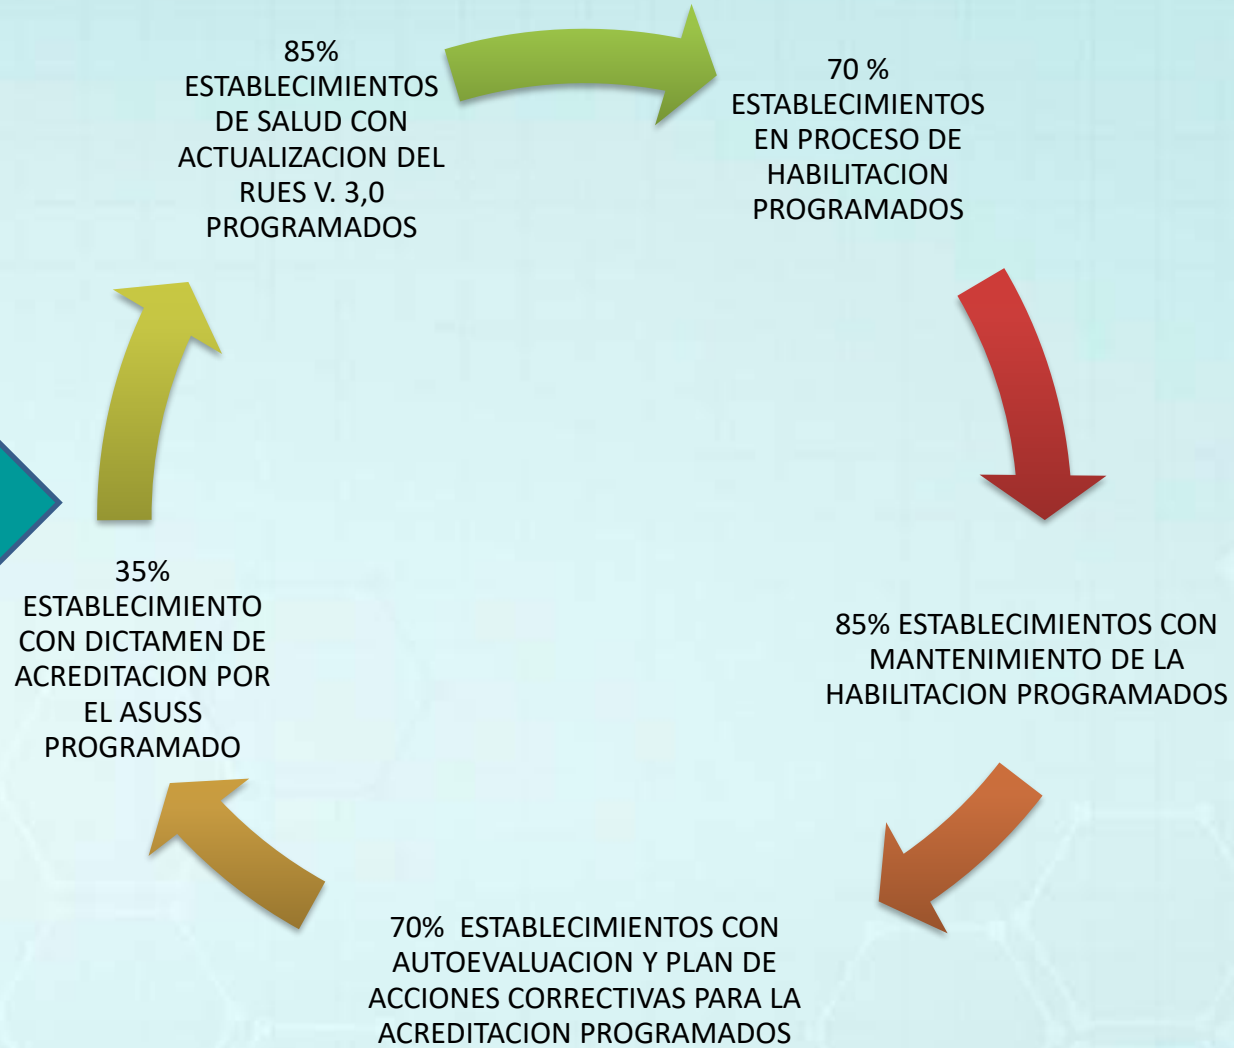 85%
ESTABLECIMIENTOS
DE SALUD CON
ACTUALIZACION DEL
RUES V. 3,0
PROGRAMADOS
70 %
ESTABLECIMIENTOS
EN PROCESO DE
HABILITACION
PROGRAMADOS
85% ESTABLECIMIENTOS CON
MANTENIMIENTO DE LA
HABILITACION PROGRAMADOS
70% ESTABLECIMIENTOS CON
AUTOEVALUACION Y PLAN DE
ACCIONES CORRECTIVAS PARA LA
ACREDITACION PROGRAMADOS
35%
ESTABLECIMIENTO
CON DICTAMEN DE
ACREDITACION POR
EL ASUSS
PROGRAMADO